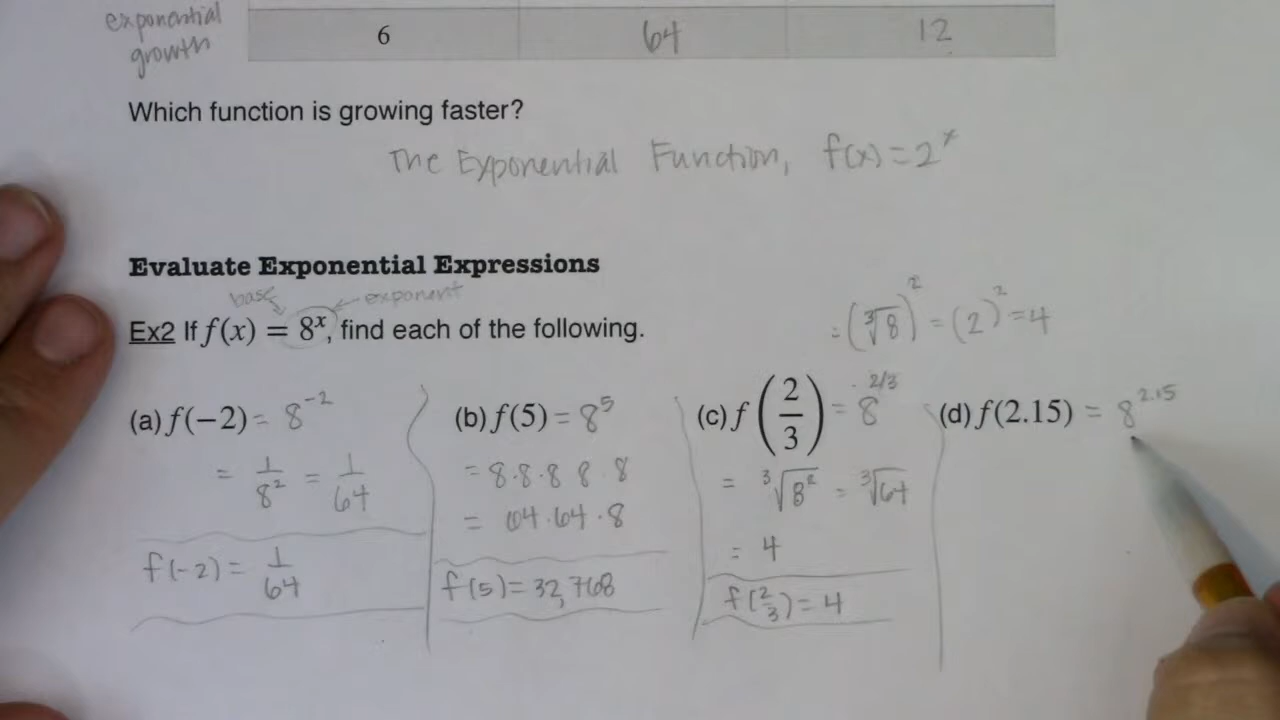 exponential growth
6 64 12
Which function is growing faster?
The Exponential Function, f(x) = 2^x
Evaluate Exponential Expressions
base exponent
Ex2 If f(x) = 8^x, find each of the following.
= (∛8)^2 = (2)^2 = 4
(a) f(−2) = 8^-2
= 1/8^2 = 1/64
f(-2) = 1/64
(b) f(5) = 8^5
= 8·8·8 8·8
= 64·64·8
f(5) = 32,768
(c) f(2/3) = 8^2/3
= ∛8^2 = ∛64
= 4
f(2/3) = 4
(d) f(2.15) = 8^2.15